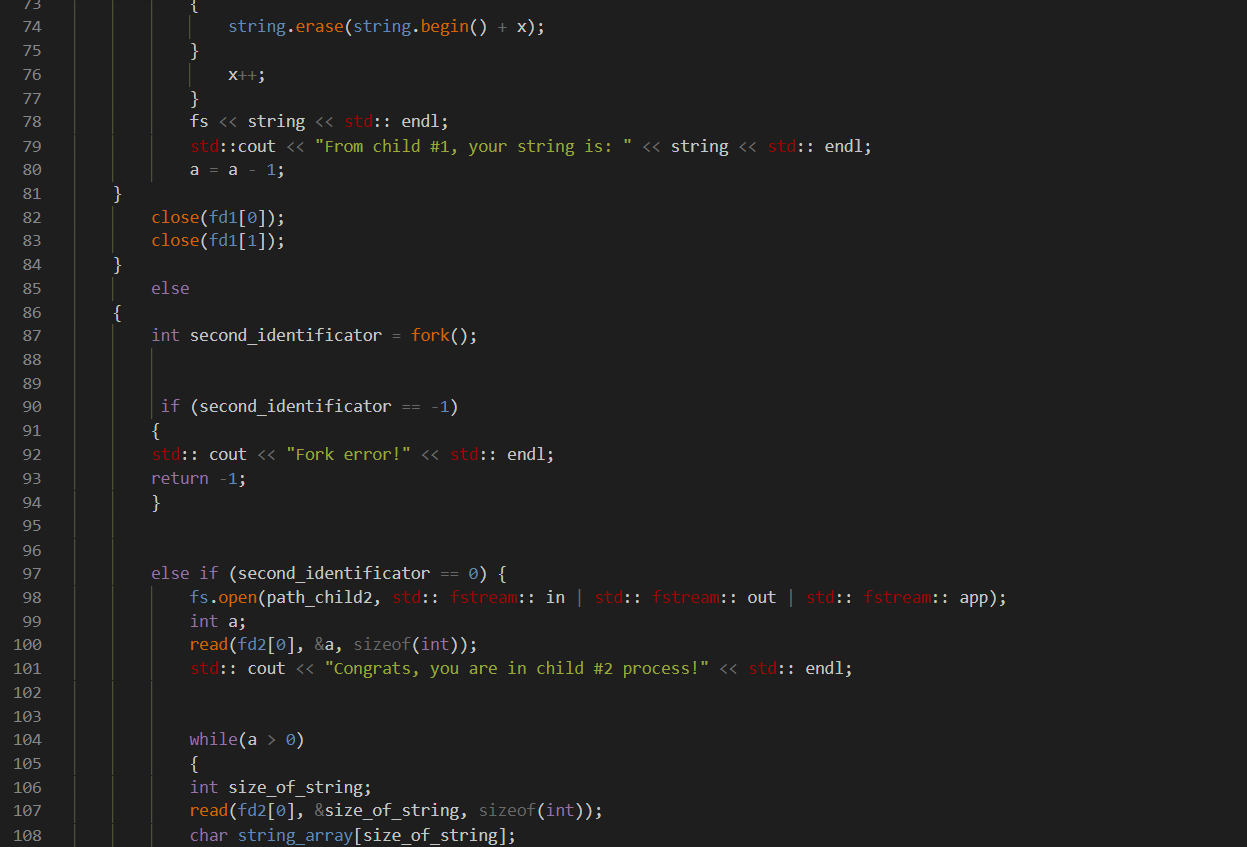 73 {
74 string.erase(string.begin() + x);
75 }
76 x++;
77 }
78 fs << string << std:: endl;
79 std::cout << "From child #1, your string is: " << string << std:: endl;
80 a = a - 1;
81 }
82 close(fd1[0]);
83 close(fd1[1]);
84 }
85 else
86 {
87 int second_identificator = fork();
88
89
90 if (second_identificator == -1)
91 {
92 std:: cout << "Fork error!" << std:: endl;
93 return -1;
94 }
95
96
97 else if (second_identificator == 0) {
98 fs.open(path_child2, std:: fstream:: in | std:: fstream:: out | std:: fstream:: app);
99 int a;
100 read(fd2[0], &a, sizeof(int));
101 std:: cout << "Congrats, you are in child #2 process!" << std:: endl;
102
103
104 while(a > 0)
105 {
106 int size_of_string;
107 read(fd2[0], &size_of_string, sizeof(int));
108 char string_array[size_of_string];